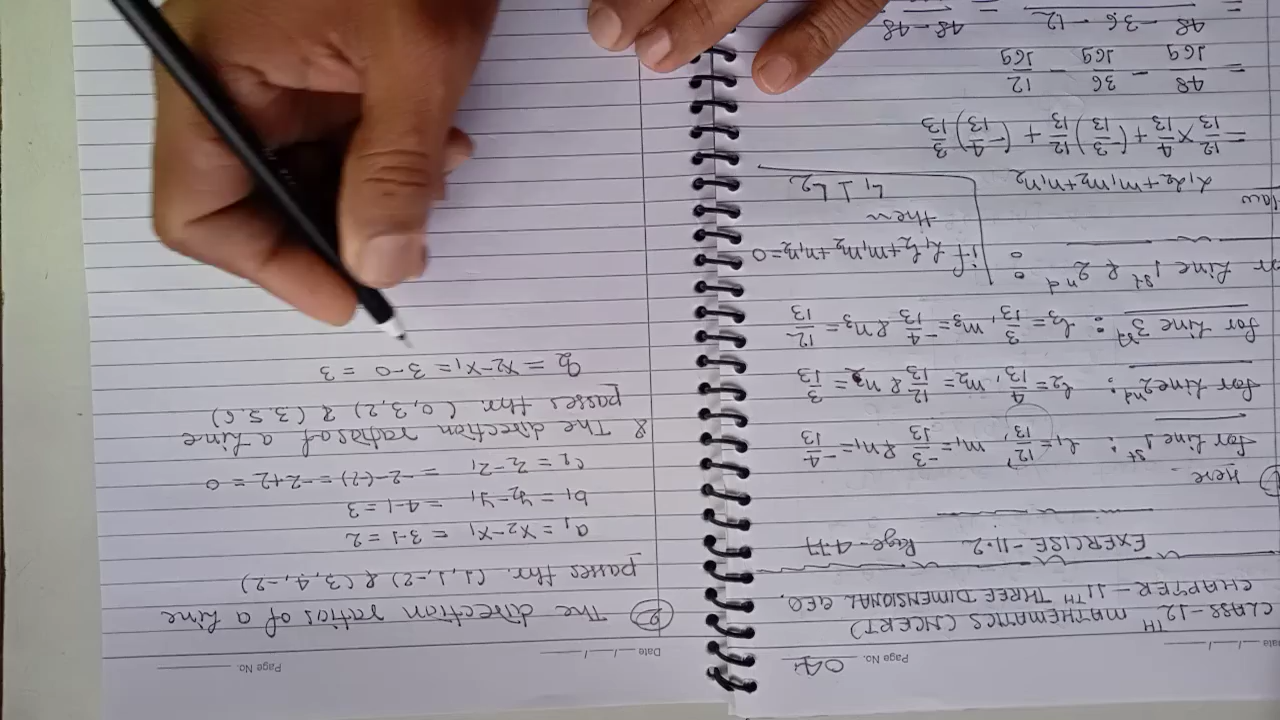 Page No. 04
CLASS-12TH MATHEMATICS (NCERT)
CHAPTER-11TH THREE DIMENSIONAL GEO.
EXERCISE-11.2 Page-477
Here
for Line 1st : l1=12/13, m1=-3/13 & n1=-4/13
for Line 2nd : l2=4/13, m2=12/13 & n2=3/13
for Line 3rd : l3=3/13, m3=-4/13 & n3=12/13
Line 1st & 2nd :
if l1l2+m1m2+n1n2=0
then
L1⊥L2
l1l2+m1m2+n1n2
=12/13×4/13+(-3/13)12/13+(-4/13)3/13
=48/169-36/169-12/169
=48-36-12 = 48-48
Date __/__/__ Page No.
② The direction ratios of a Line
passes thr. (1,-1,2) & (3,4,-2)
a1=x2-x1 =3-1=2
b1=y2-y1 =4-1=3
c1=z2-z1 =-2-(-2)=-2+2=0
& The direction ratios of a Line
passes thr. (0,3,2) & (3,5,6)
a2=x2-x1=3-0=3